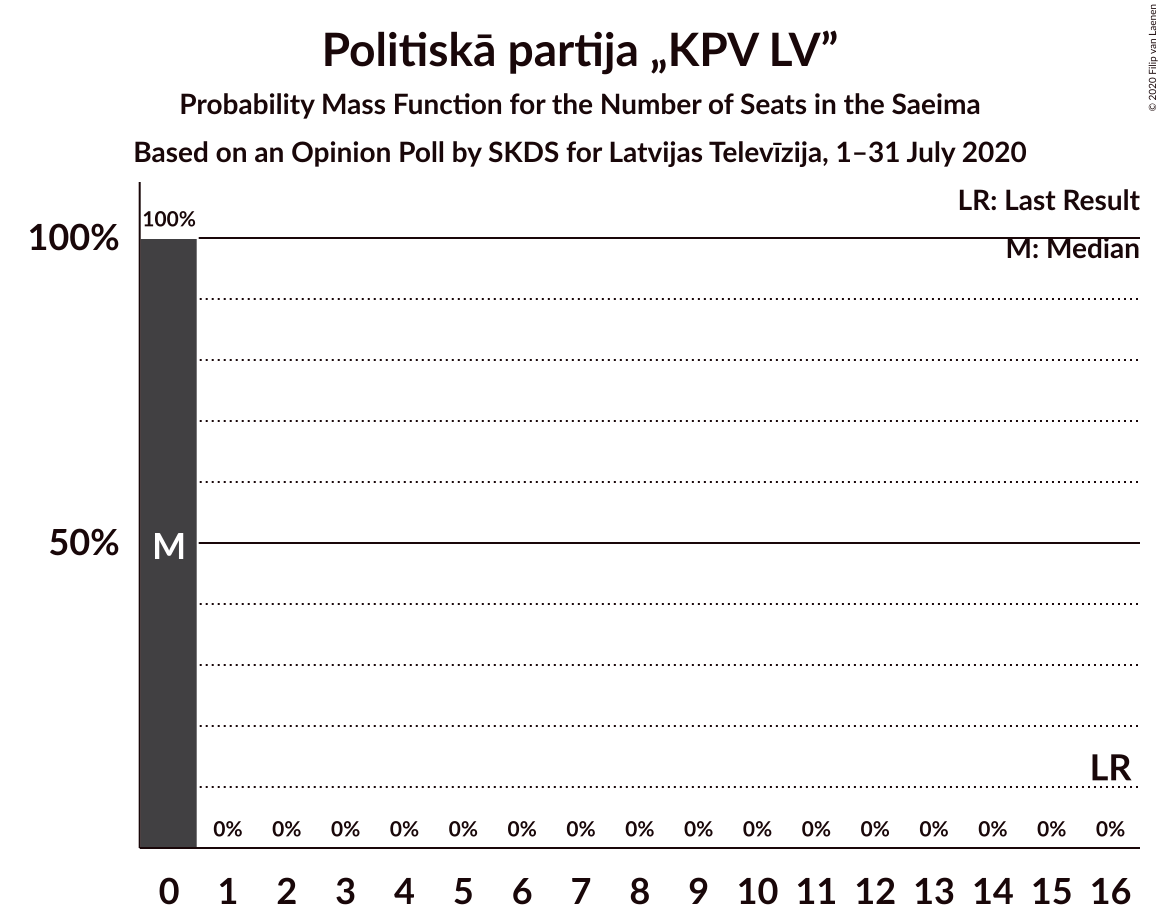 Politiskā partija „KPV LV”
Probability Mass Function for the Number of Seats in the Saeima
Based on an Opinion Poll by SKDS for Latvijas Televīzija, 1–31 July 2020
© 2020 Filip van Laenen
LR: Last Result
M: Median
100%
100%
50%
M
LR
0% 0% 0% 0% 0% 0% 0% 0% 0% 0% 0% 0% 0% 0% 0% 0%
0 1 2 3 4 5 6 7 8 9 10 11 12 13 14 15 16